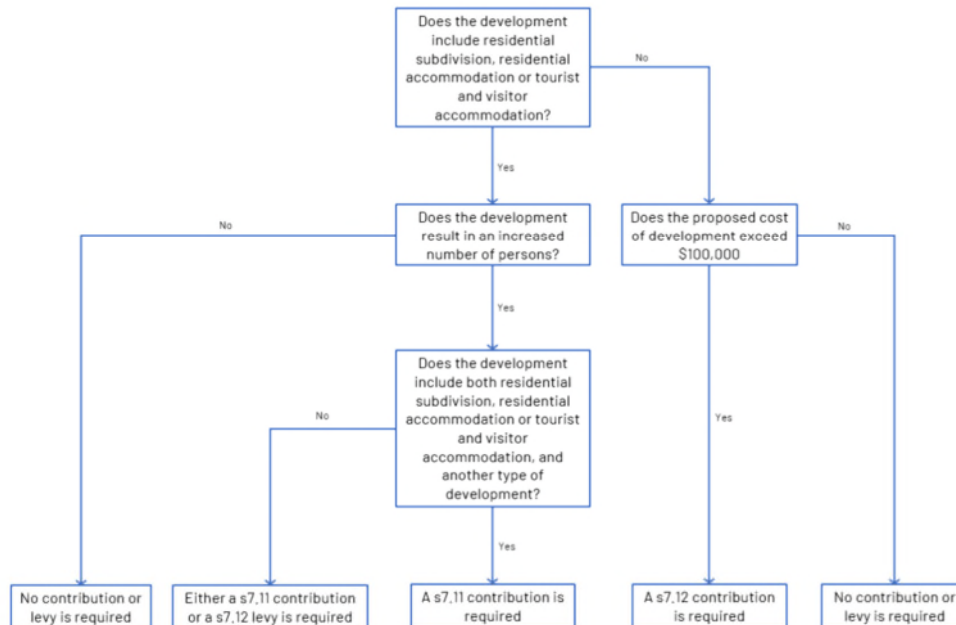 Does the development
include residential
subdivision, residential
accommodation or tourist
and visitor
accommodation?
No
Yes
Does the development
result in an increased
number of persons?
No
Does the proposed cost
of development exceed
$100,000
No
Yes
Does the development
include both residential
subdivision, residential
accommodation or tourist
and visitor
accommodation, and
another type of
development?
No
Yes
Yes
No contribution or
levy is required
Either a s7.11 contribution
or a s7.12 levy is required
A s7.11 contribution is
required
A s7.12 contribution
is required
No contribution or
levy is required